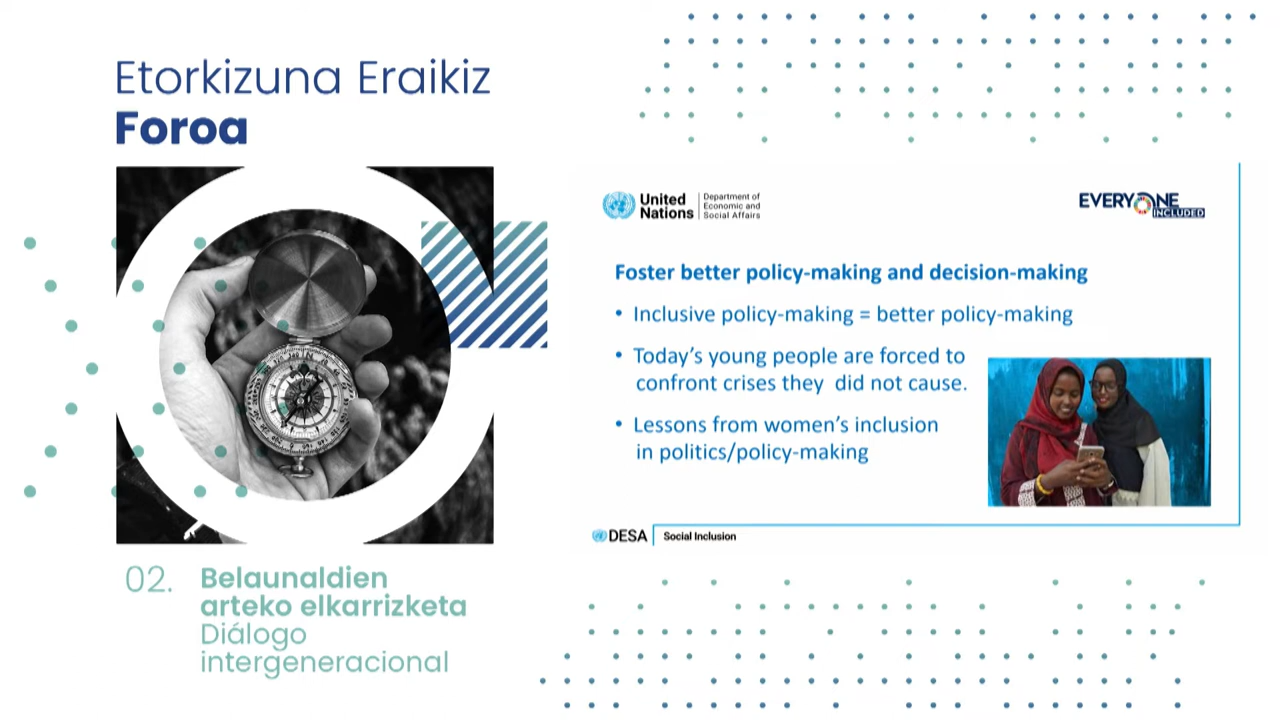 Etorkizuna Eraikiz
Foroa
02.
Belaunaldien
arteko elkarrizketa
Diálogo
intergeneracional
United
Nations
Department of
Economic and
Social Affairs
EVERYONE
INCLUDED
Foster better policy-making and decision-making
• Inclusive policy-making = better policy-making
• Today's young people are forced to
confront crises they did not cause.
• Lessons from women's inclusion
in politics/policy-making
DESA
Social Inclusion